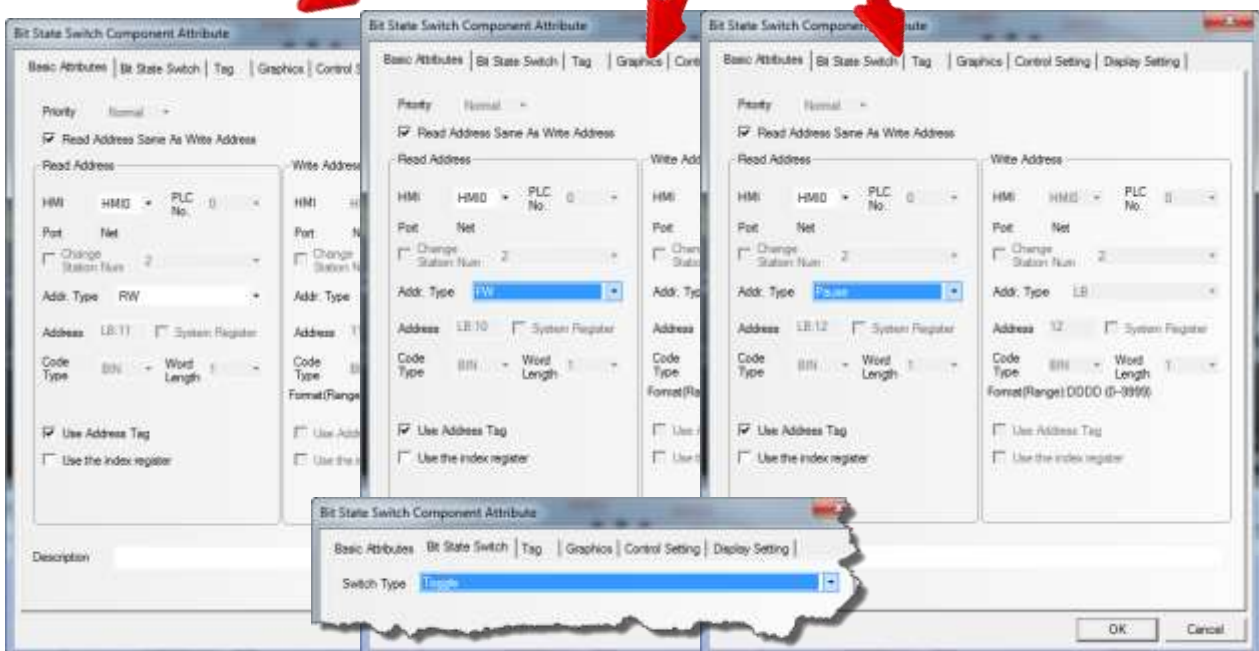 Bit State Switch Component Attribute
Basic Attributes Bit State Switch Tag Graphics Control S
Priority Normal
Read Address Same As Write Address
Read Address Write Address
HMI HMI0 PLC No. 0 HMI
Port Net Port
Change Station Num 2 Change Station N
Addr. Type RW Addr. Type
Address LB:11 System Register Address
Code Type BIN Word Length 1 Code Type
Format(Range
Use Address Tag Use Addr
Use the index register Use the
Description
Bit State Switch Component Attribute
Basic Attributes Bit State Switch Tag Graphics Cont
Priority Normal
Read Address Same As Write Address
Read Address Write Add
HMI HMI0 PLC No. 0 HMI
Port Net Port
Change Station Num 2
Addr. Type FW Addr. Typ
Address LB:10 System Register Address
Code Type BIN Word Length 1 Code Type
Format(Ra
Use Address Tag Use
Use the index register Use
Bit State Switch Component Attribute
Basic Attributes Bit State Switch Tag Graphics Control Setting Display Setting
Priority Normal
Read Address Same As Write Address
Read Address Write Address
HMI HMI0 PLC No. 0 HMI HMI0 PLC No. 0
Port Net Port Net
Change Station Num 2 Change Station Num 2
Addr. Type Pause Addr. Type LB
Address LB:12 System Register Address 12 System Register
Code Type BIN Word Length 1 Code Type BIN Word Length 1
Format(Range):DDDD (0~9999)
Use Address Tag Use Address Tag
Use the index register Use the index register
OK Cancel
Bit State Switch Component Attribute
Basic Attributes Bit State Switch Tag Graphics Control Setting Display Setting
Switch Type Toggle